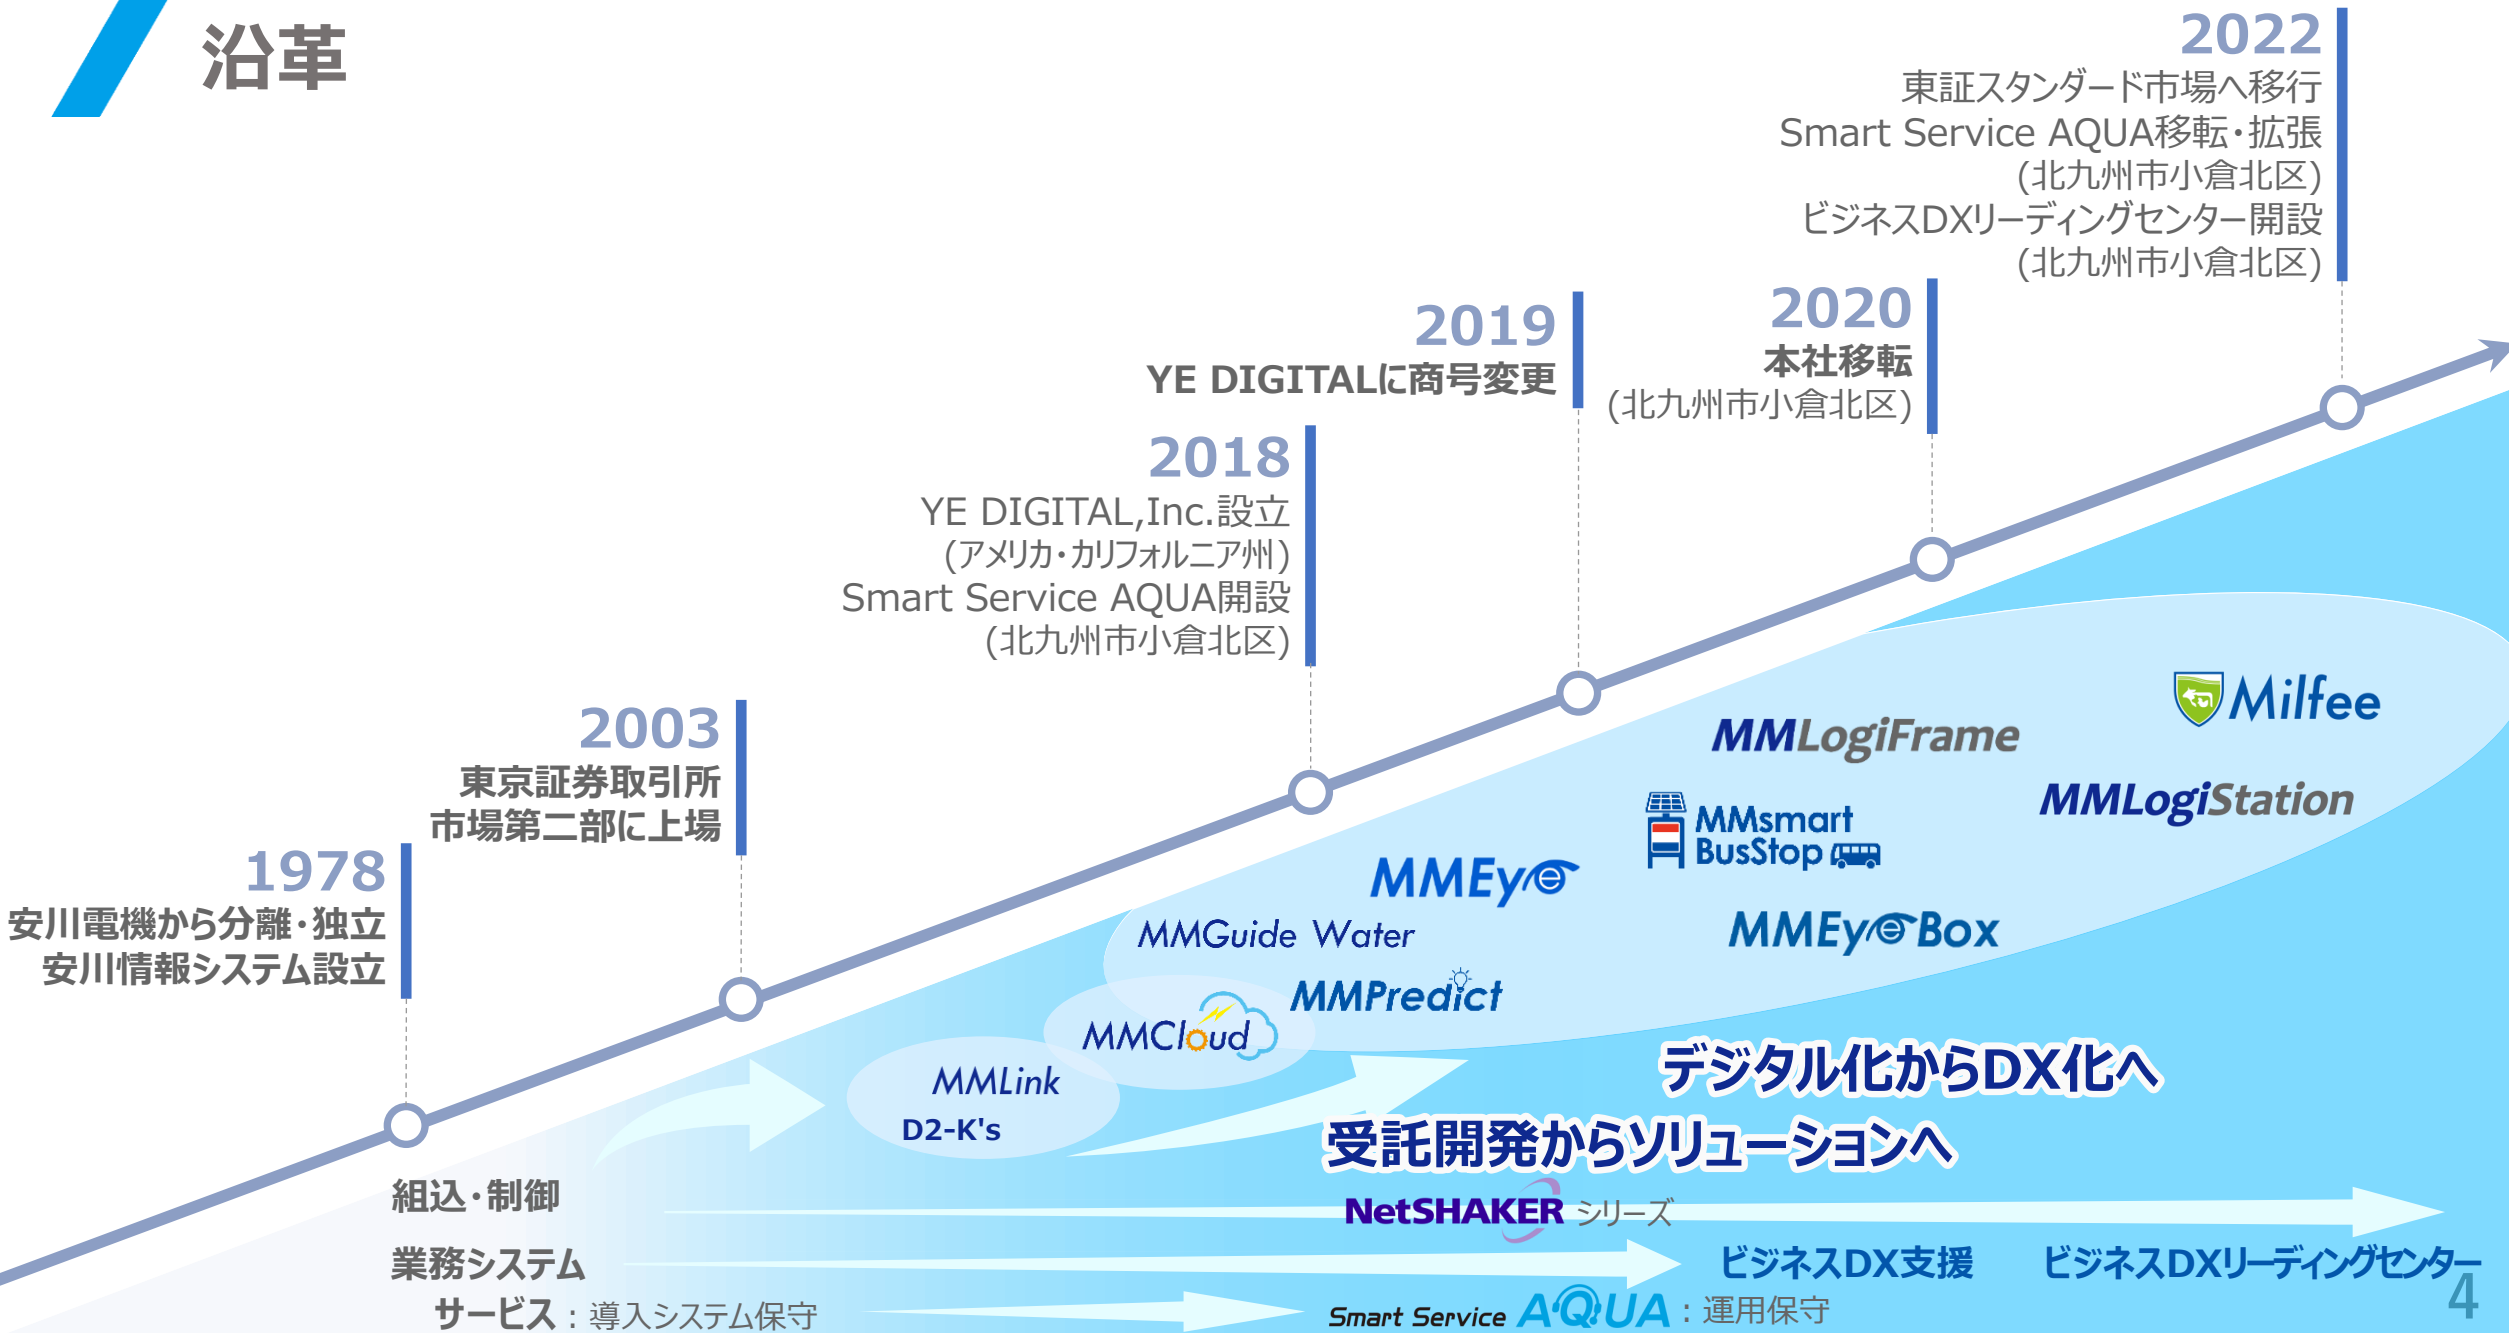 沿革
2022
東証スタンダード市場へ移行
Smart Service AQUA移転・拡張
(北九州市小倉北区)
ビジネスDXリーディングセンター開設
(北九州市小倉北区)
2020
本社移転
(北九州市小倉北区)
2019
YE DIGITALに商号変更
2018
YE DIGITAL,Inc.設立
(アメリカ・カリフォルニア州)
Smart Service AQUA開設
(北九州市小倉北区)
2003
東京証券取引所
市場第二部に上場
1978
安川電機から分離・独立
安川情報システム設立
Milfee
MMLogiFrame
MMLogiStation
MMsmart
BusStop
MMEye
MMGuide Water
MMEye Box
MMPredict
MMCloud
MMLink
D2-K's
デジタル化からDX化へ
受託開発からソリューションへ
組込・制御
NetSHAKER シリーズ
業務システム
ビジネスDX支援
ビジネスDXリーディングセンター
サービス：導入システム保守
Smart Service AQUA：運用保守
4